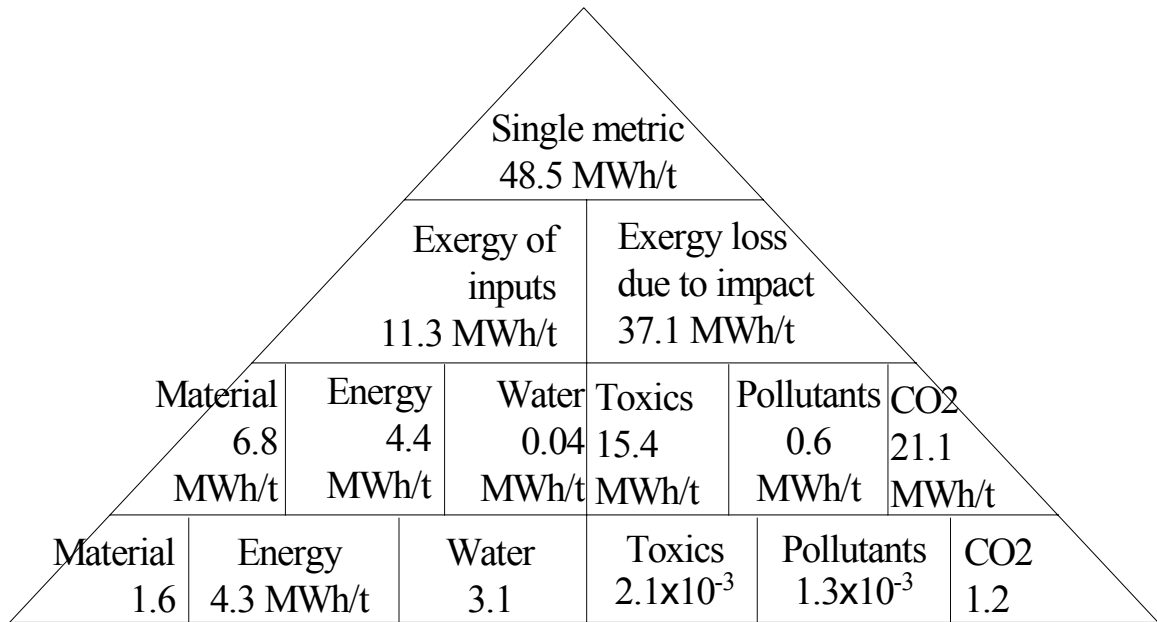 Single metric
48.5 MWh/t
Exergy of
inputs
11.3 MWh/t
Exergy loss
due to impact
37.1 MWh/t
Material
6.8
MWh/t
Energy
4.4
MWh/t
Water
0.04
MWh/t
Toxics
15.4
MWh/t
Pollutants
0.6
MWh/t
CO2
21.1
MWh/t
Material
1.6
Energy
4.3 MWh/t
Water
3.1
Toxics
2.1x10⁻³
Pollutants
1.3x10⁻³
CO2
1.2